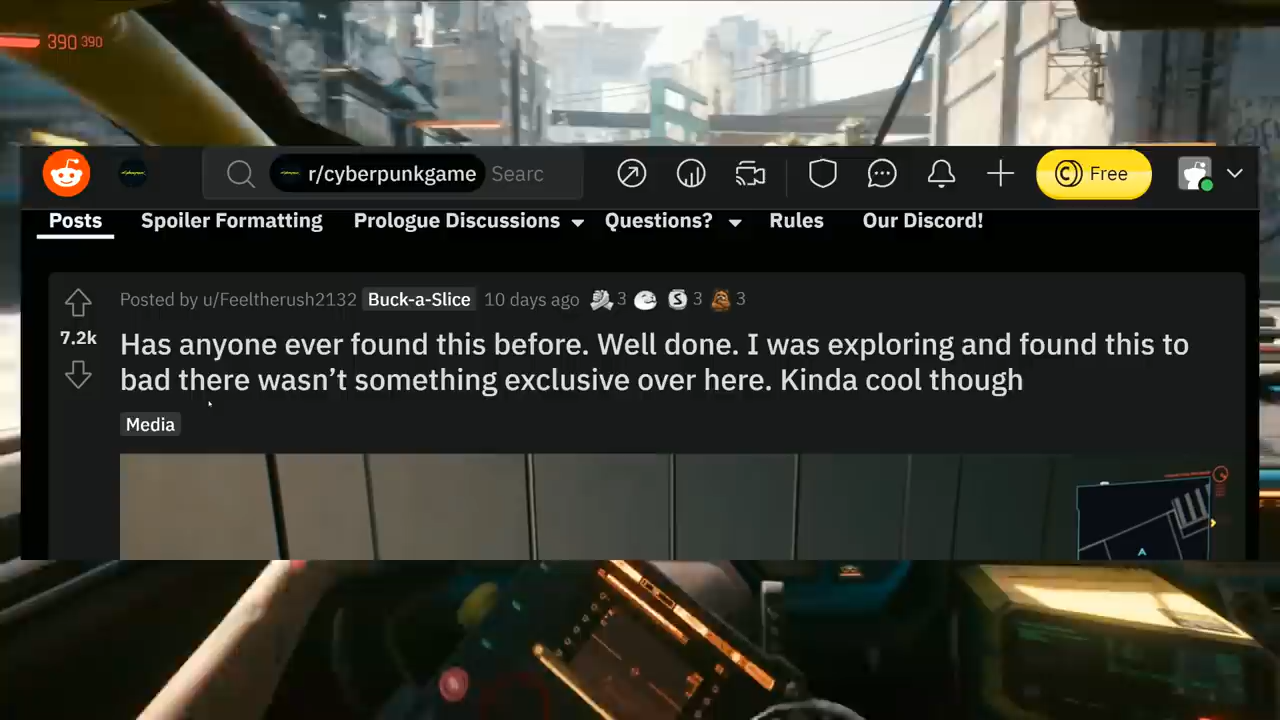 390 390
r/cyberpunkgame Searc Free
Posts Spoiler Formatting Prologue Discussions Questions? Rules Our Discord!
Posted by u/Feeltherush2132 Buck-a-Slice 10 days ago 3 3 3
7.2k
Has anyone ever found this before. Well done. I was exploring and found this to
bad there wasn’t something exclusive over here. Kinda cool though
Media